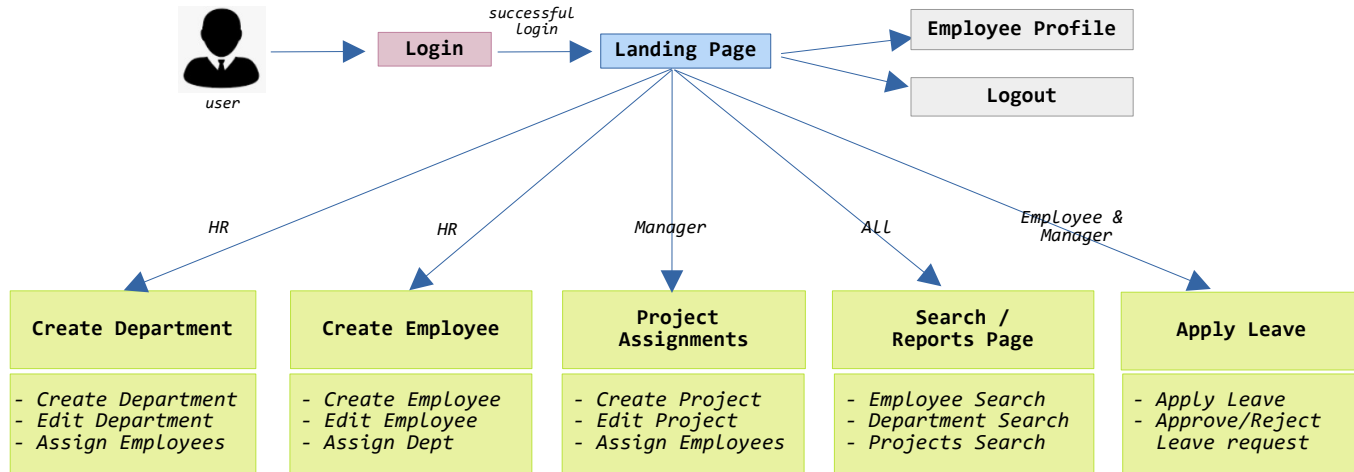 successful
login
Login
Landing Page
Employee Profile
Logout
user
HR
HR
Manager
All
Employee &
Manager
Create Department
Create Employee
Project
Assignments
Search /
Reports Page
Apply Leave
- Create Department
- Edit Department
- Assign Employees
- Create Employee
- Edit Employee
- Assign Dept
- Create Project
- Edit Project
- Assign Employees
- Employee Search
- Department Search
- Projects Search
- Apply Leave
- Approve/Reject
Leave request